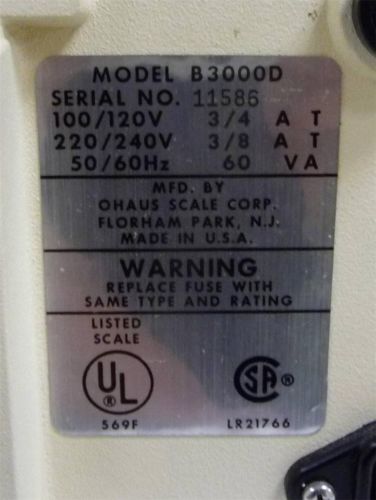 MODEL B3000D
SERIAL NO. 11586
100/120V 3/4 A T
220/240V 3/8 A T
50/60Hz 60 VA
MFD. BY
OHAUS SCALE CORP.
FLORHAM PARK, N.J.
MADE IN U.S.A.
WARNING
REPLACE FUSE WITH
SAME TYPE AND RATING
LISTED
SCALE
UL ®
SA ®
569F LR21766